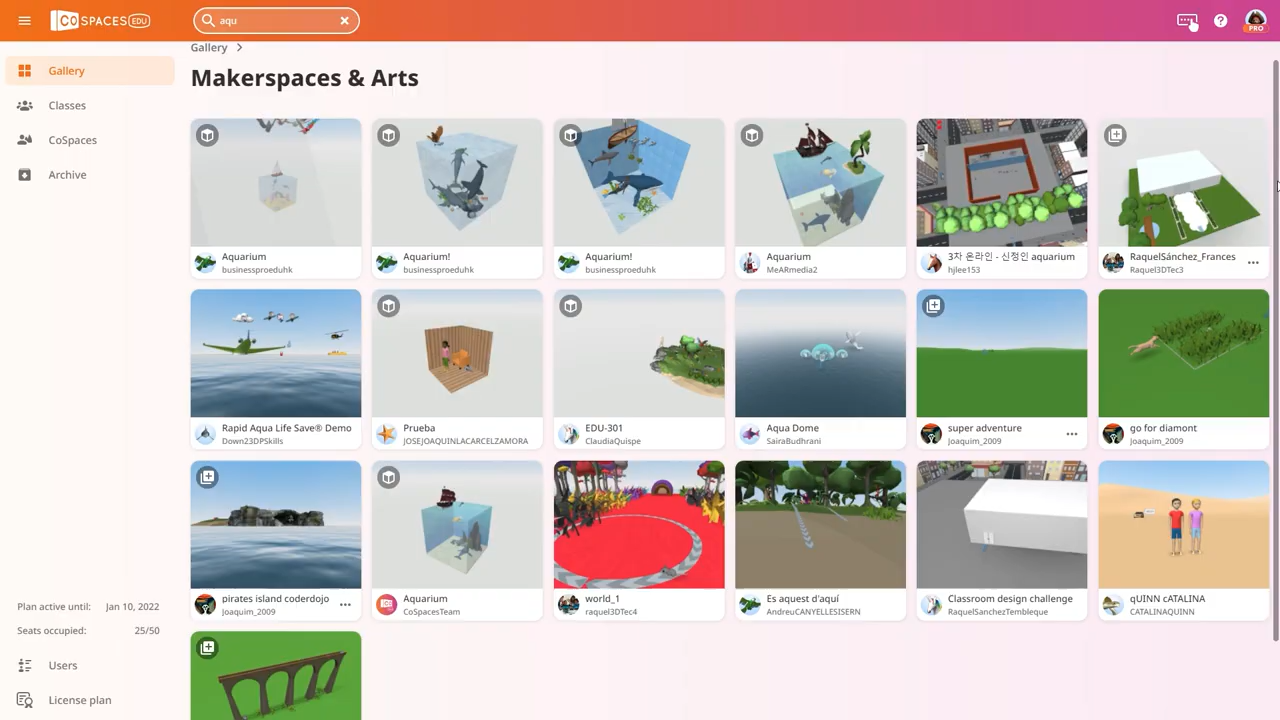 COSPACES EDU
aqu
PRO
Gallery
Classes
CoSpaces
Archive
Gallery
Makerspaces & Arts
Aquarium
businessproeduhk
Aquarium!
businessproeduhk
Aquarium!
businessproeduhk
Aquarium
MeARmedia2
3차 온라인 - 신정인 aquarium
hjlee153
RaquelSánchez_Frances
Raquel3DTec3
Rapid Aqua Life Save® Demo
Down23DPSkills
Prueba
JOSEJOAQUINLACARCELZAMORA
EDU-301
ClaudiaQuispe
Aqua Dome
SairaBudhrani
super adventure
Joaquim_2009
go for diamont
Joaquim_2009
pirates island coderdojo
Joaquim_2009
Aquarium
CoSpacesTeam
world_1
raquel3DTec4
Es aquest d'aquí
AndreuCANYELLESISERN
Classroom design challenge
RaquelSanchezTembleque
qUINN cATALINA
CATALINAQUINN
Plan active until: Jan 10, 2022
Seats occupied: 25/50
Users
License plan